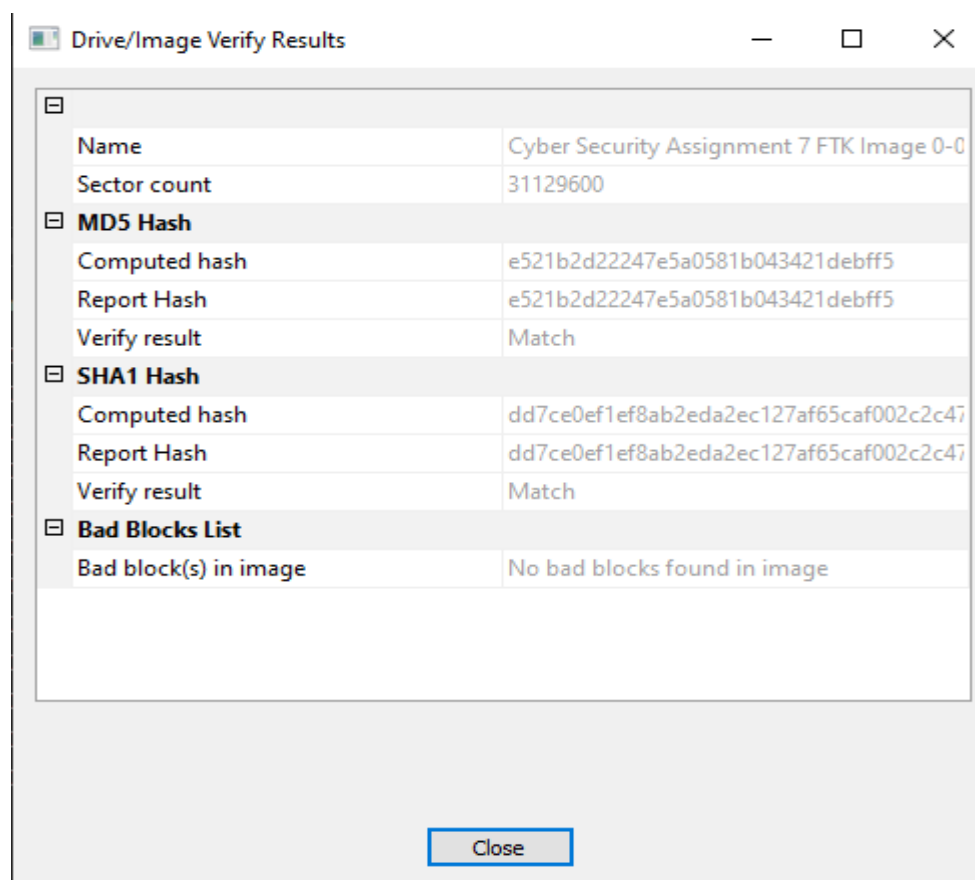 Drive/Image Verify Results
Name Cyber Security Assignment 7 FTK Image 0-0
Sector count 31129600
MD5 Hash
Computed hash e521b2d22247e5a0581b043421debff5
Report Hash e521b2d22247e5a0581b043421debff5
Verify result Match
SHA1 Hash
Computed hash dd7ce0ef1ef8ab2eda2ec127af65caf002c2c47
Report Hash dd7ce0ef1ef8ab2eda2ec127af65caf002c2c47
Verify result Match
Bad Blocks List
Bad block(s) in image No bad blocks found in image
Close